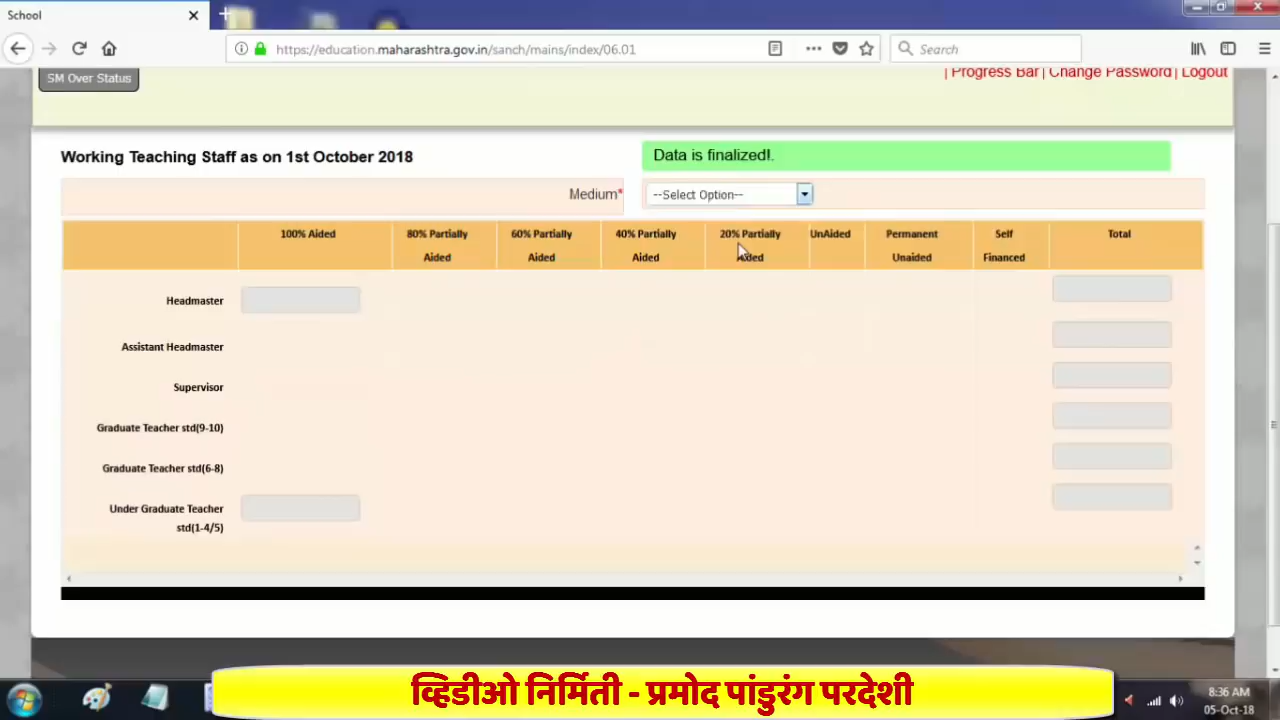 School
https://education.maharashtra.gov.in/sanch/mains/index/06.01
Search
SM Over Status
| Progress Bar | Change Password | Logout
Working Teaching Staff as on 1st October 2018
Data is finalized!.
Medium*
--Select Option--
100% Aided
80% Partially Aided
60% Partially Aided
40% Partially Aided
20% Partially Aided
UnAided
Permanent Unaided
Self Financed
Total
Headmaster
Assistant Headmaster
Supervisor
Graduate Teacher std(9-10)
Graduate Teacher std(6-8)
Under Graduate Teacher
std(1-4/5)
व्हिडीओ निर्मिती - प्रमोद पांडुरंग परदेशी
8:36 AM
05-Oct-18